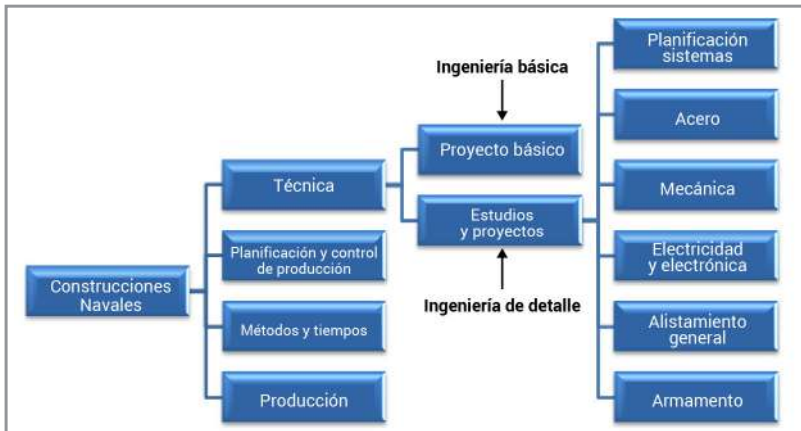 Construcciones
Navales
Técnica
Planificación y control
de producción
Métodos y tiempos
Producción
Ingeniería básica
Proyecto básico
Estudios
y proyectos
Ingeniería de detalle
Planificación
sistemas
Acero
Mecánica
Electricidad
y electrónica
Alistamiento
general
Armamento